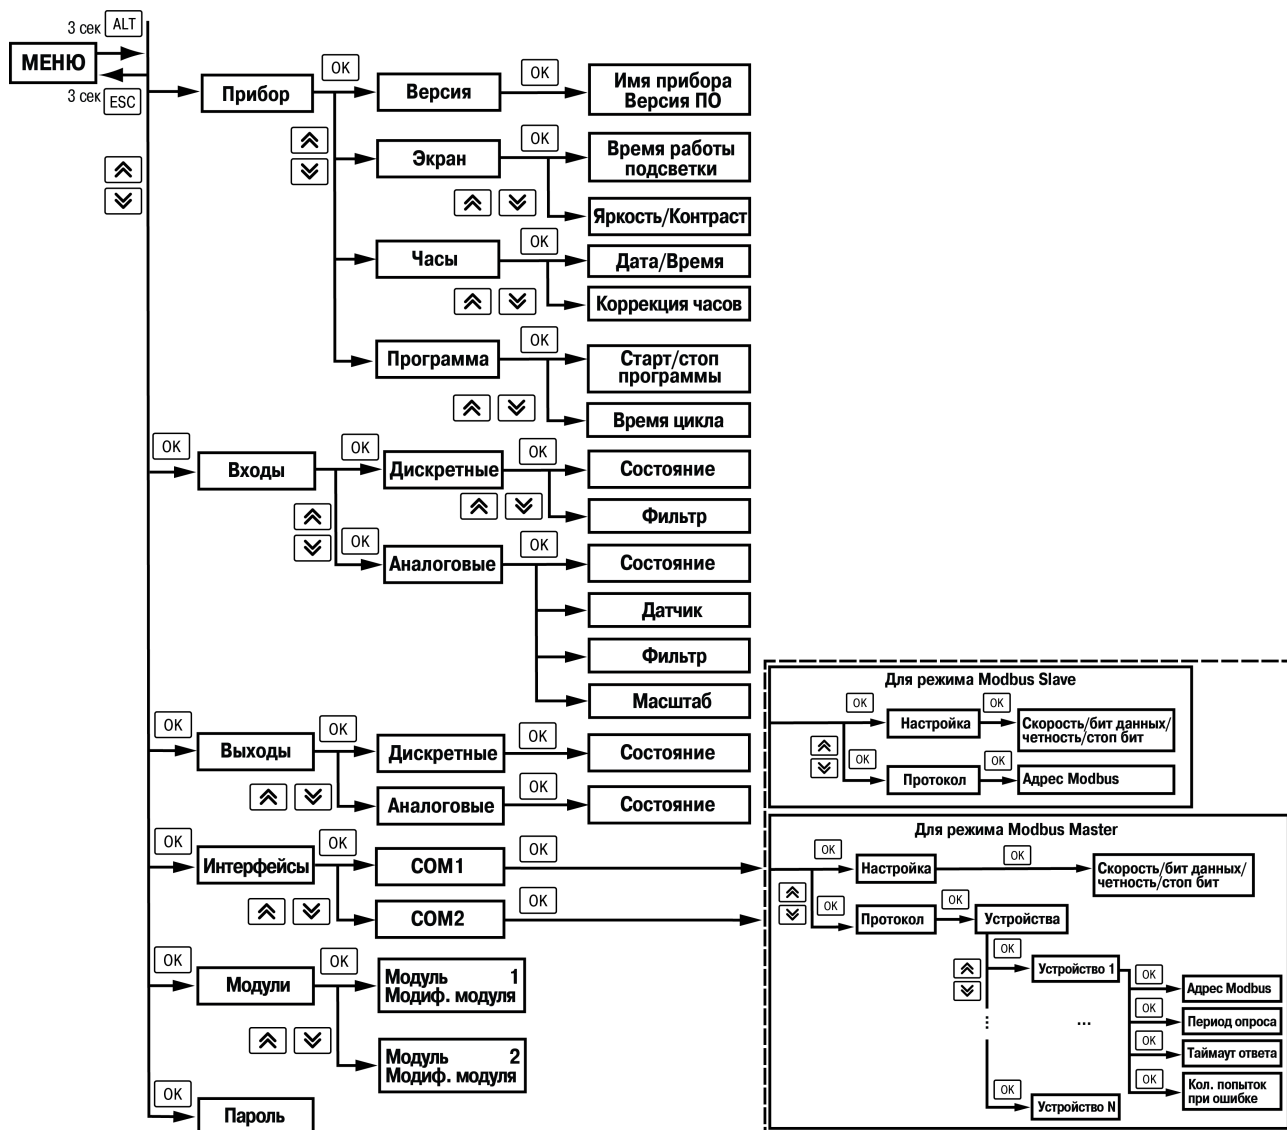 3 сек ALT
МЕНЮ
3 сек ESC
Прибор
OK
Версия
OK
Имя прибора
Версия ПО
Экран
OK
Время работы
подсветки
Яркость/Контраст
Часы
OK
Дата/Время
Коррекция часов
Программа
OK
Старт/стоп
программы
Время цикла
OK
Входы
OK
Дискретные
OK
Состояние
Фильтр
OK
Аналоговые
OK
Состояние
Датчик
Фильтр
Масштаб
OK
Выходы
OK
Дискретные
OK
Состояние
Аналоговые
OK
Состояние
OK
Интерфейсы
OK
COM1
OK
COM2
OK
OK
Модули
OK
Модуль 1
Модиф. модуля
Модуль 2
Модиф. модуля
OK
Пароль
Для режима Modbus Slave
OK
Настройка
OK
Скорость/бит данных/
четность/стоп бит
OK
Протокол
OK
Адрес Modbus
Для режима Modbus Master
OK
Настройка
OK
Скорость/бит данных/
четность/стоп бит
OK
Протокол
OK
Устройства
OK
Устройство 1
OK
Адрес Modbus
OK
Период опроса
...
OK
Таймаут ответа
OK
Кол. попыток
при ошибке
OK
Устройство N